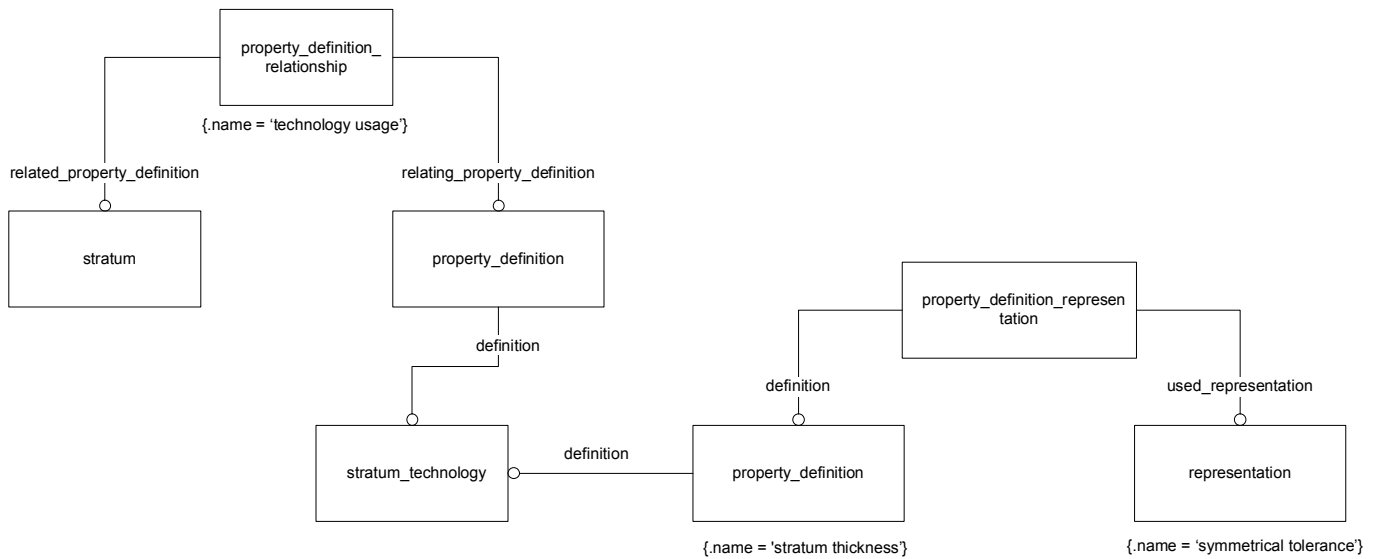 property_definition_
relationship
{.name = ‘technology usage’}
related_property_definition
relating_property_definition
stratum
property_definition
property_definition_represen
tation
definition
definition
used_representation
stratum_technology
definition
property_definition
representation
{.name = 'stratum thickness’}
{.name = ‘symmetrical tolerance’}